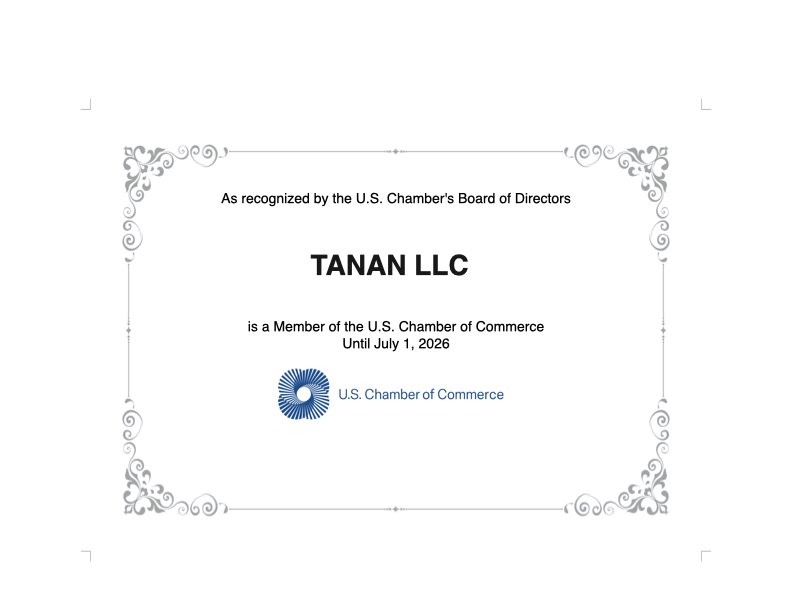 As recognized by the U.S. Chamber's Board of Directors
TANAN LLC
is a Member of the U.S. Chamber of Commerce
Until July 1, 2026
U.S. Chamber of Commerce